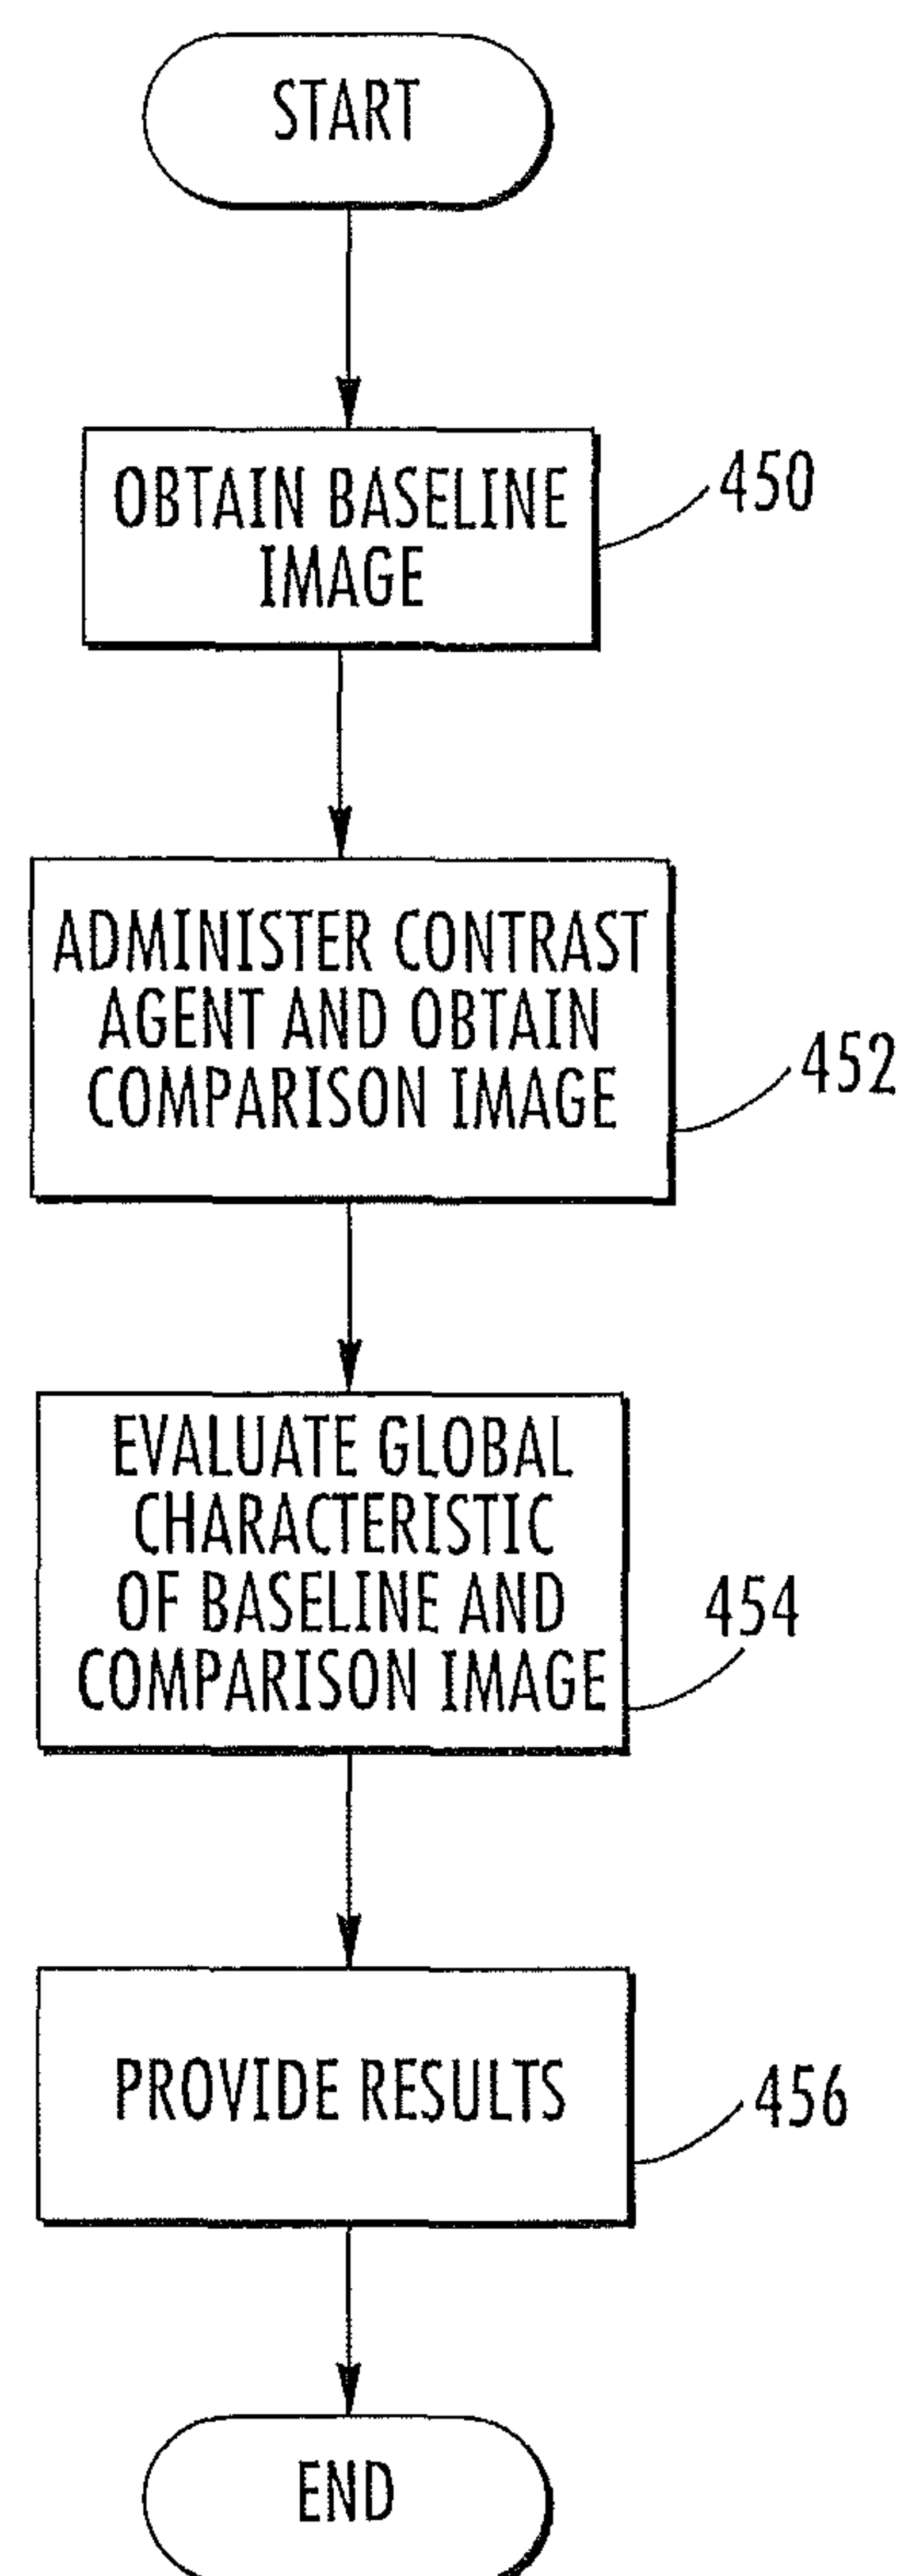 START
OBTAIN BASELINE
IMAGE
450
ADMINISTER CONTRAST
AGENT AND OBTAIN
COMPARISON IMAGE
452
EVALUATE GLOBAL
CHARACTERISTIC
OF BASELINE AND
COMPARISON IMAGE
454
PROVIDE RESULTS
456
END